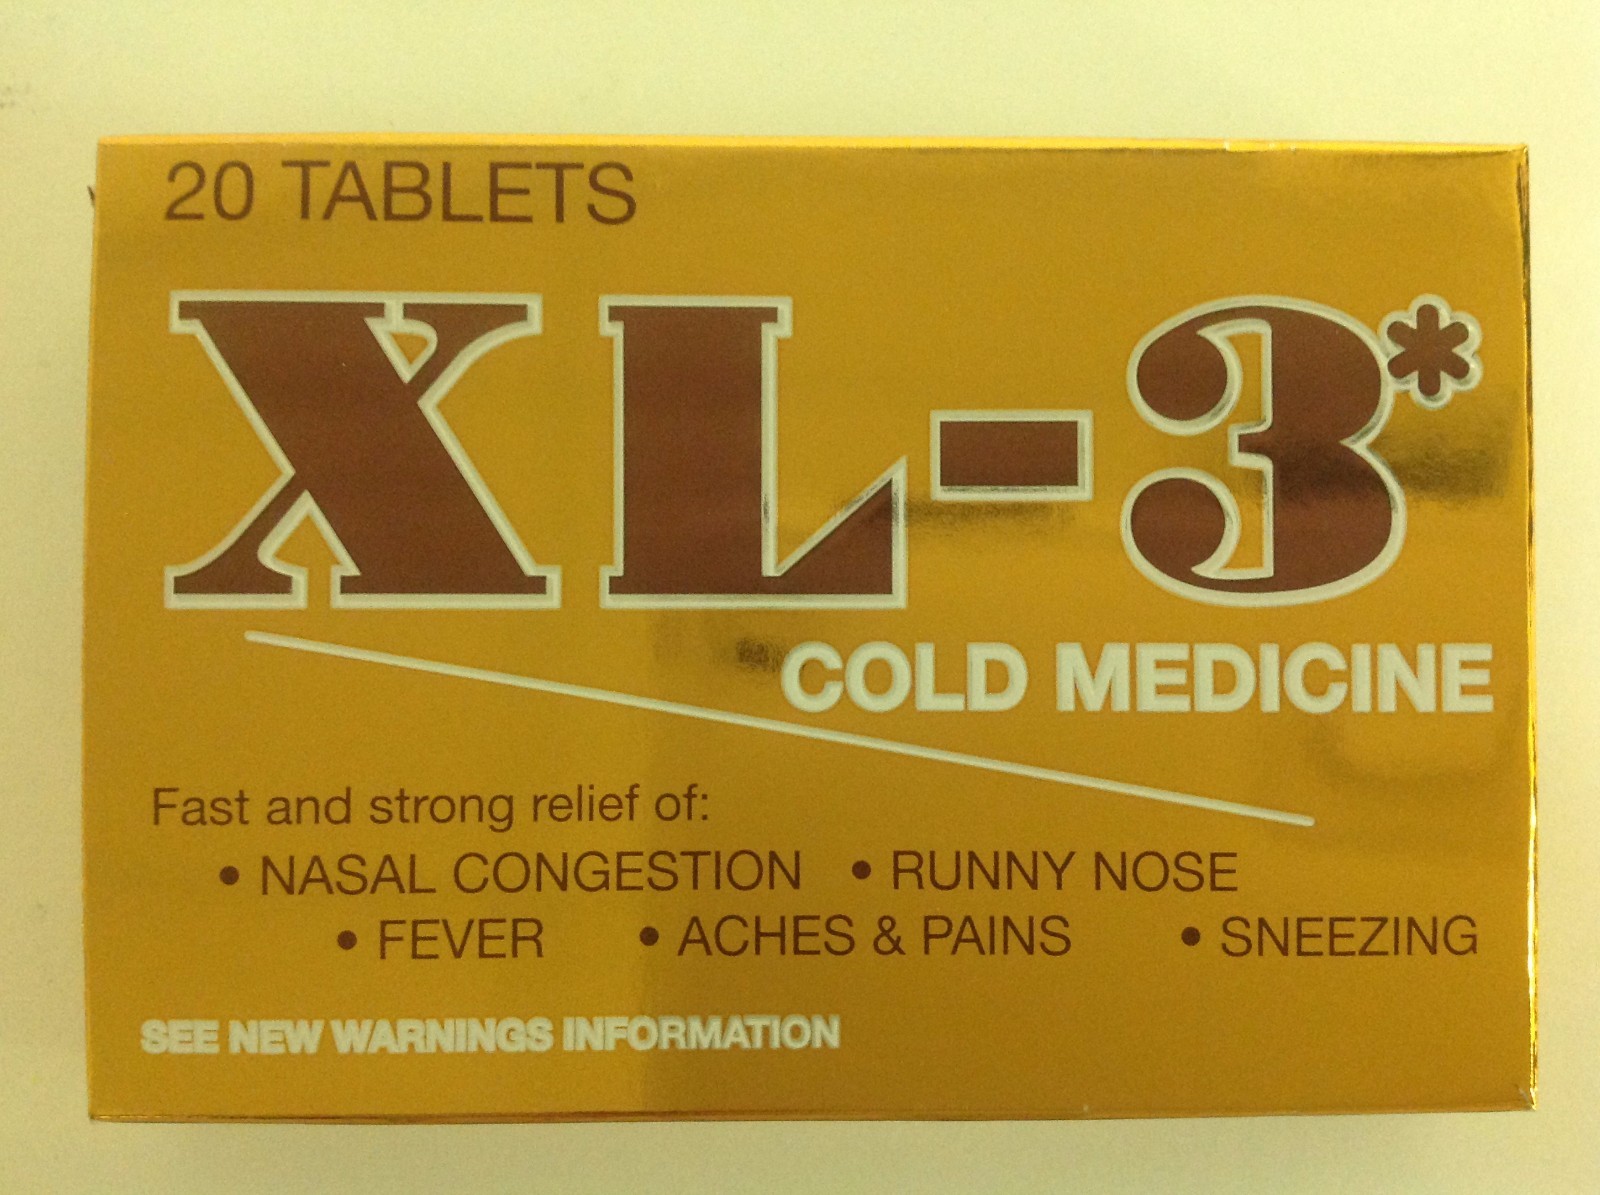 20 TABLETS
XL-3*
COLD MEDICINE
Fast and strong relief of:
• NASAL CONGESTION • RUNNY NOSE
• FEVER • ACHES & PAINS • SNEEZING
SEE NEW WARNINGS INFORMATION